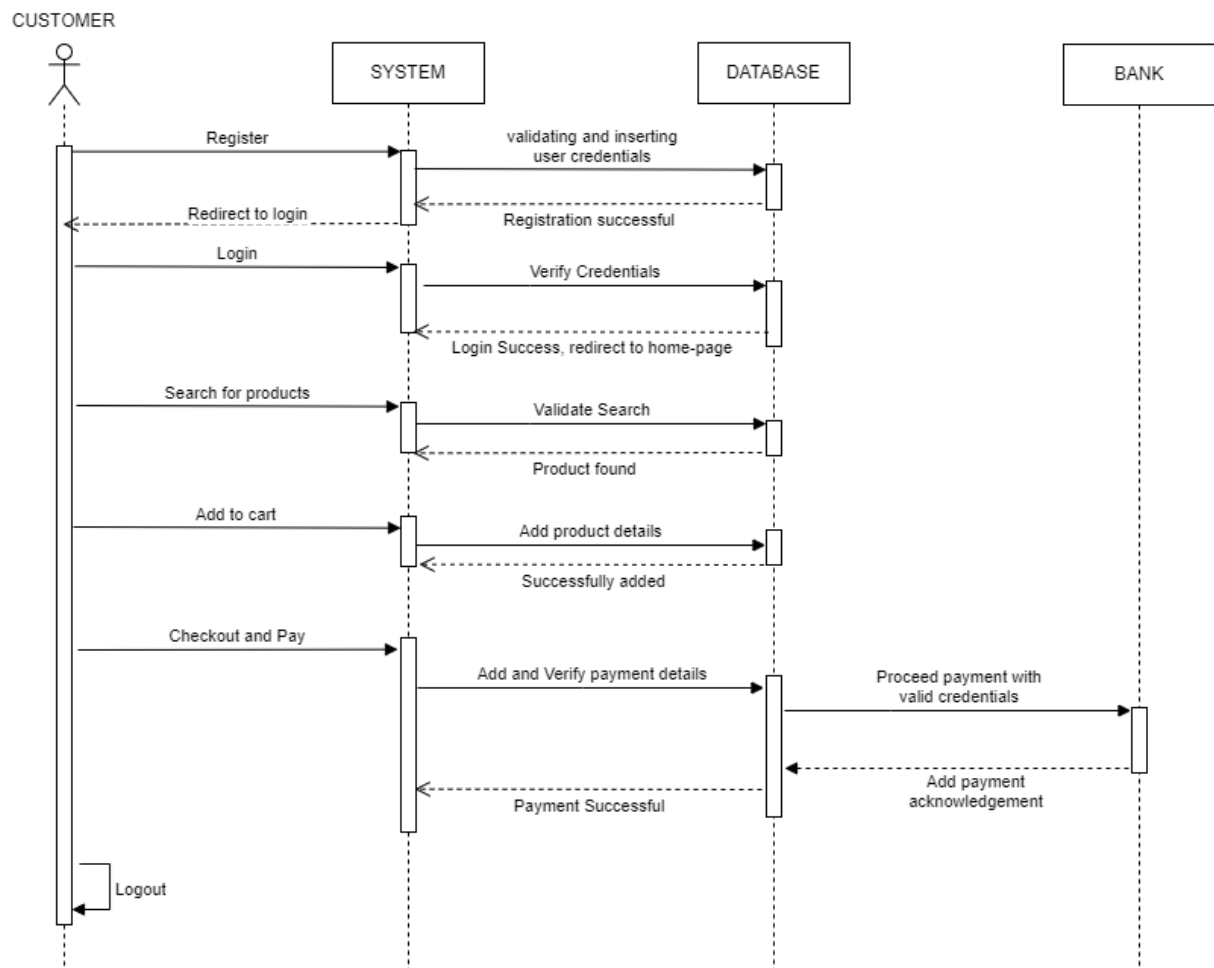 CUSTOMER
SYSTEM
DATABASE
BANK
Register
validating and inserting
user credentials
Redirect to login
Registration successful
Login
Verify Credentials
Login Success, redirect to home-page
Search for products
Validate Search
Product found
Add to cart
Add product details
Successfully added
Checkout and Pay
Add and Verify payment details
Proceed payment with
valid credentials
Add payment
acknowledgement
Payment Successful
Logout